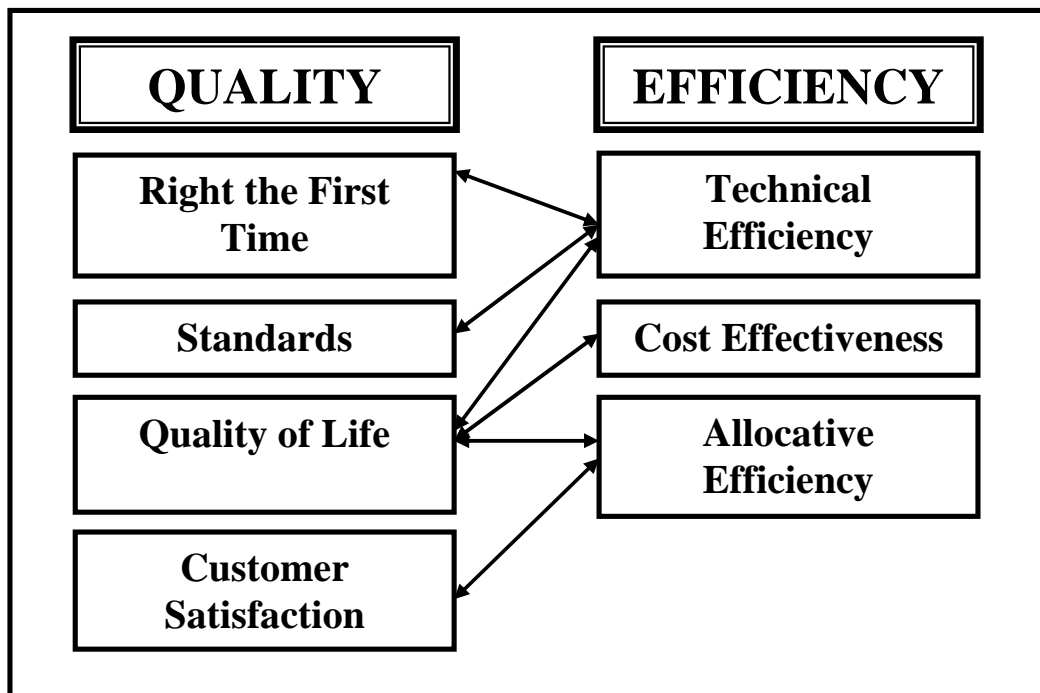 QUALITY
EFFICIENCY
Right the First
Time
Technical
Efficiency
Standards
Cost Effectiveness
Quality of Life
Allocative
Efficiency
Customer
Satisfaction